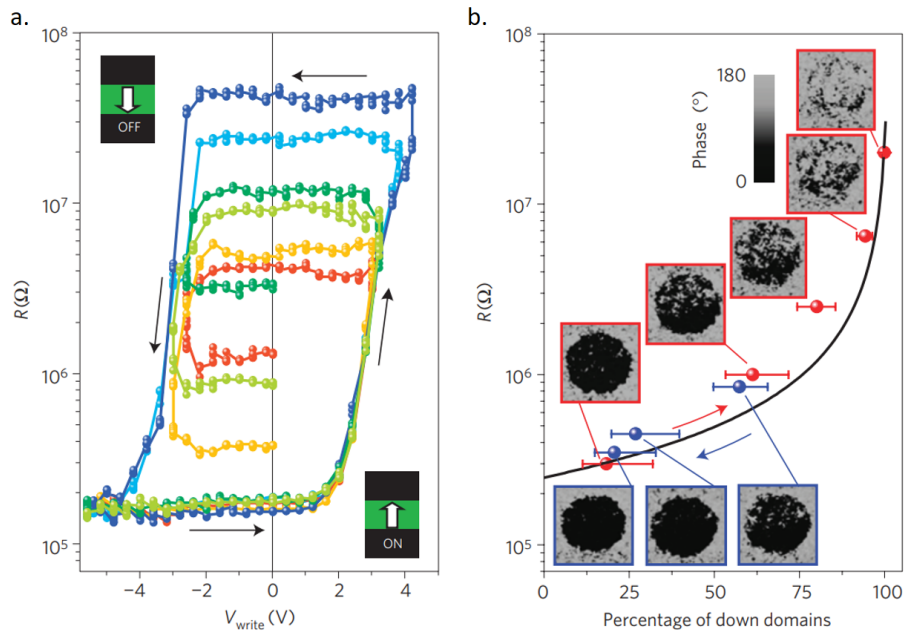 a.
10⁸
10⁷
10⁶
10⁵
R(Ω)
OFF
ON
−4
−2
0
2
4
V_write (V)
b.
10⁸
10⁷
10⁶
10⁵
R(Ω)
180
Phase (°)
0
0
25
50
75
100
Percentage of down domains